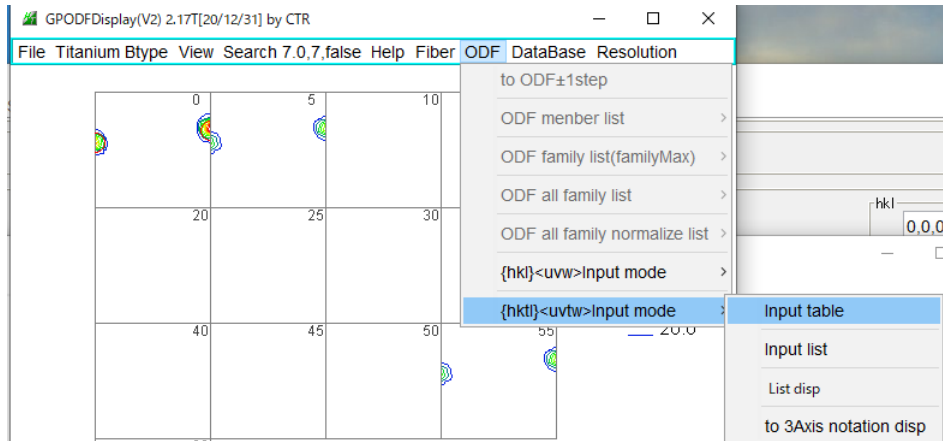 GPODFDisplay(V2) 2.17T[20/12/31] by CTR
File Titanium Btype View Search 7.0,7,false Help Fiber ODF DataBase Resolution
to ODF±1step
0 5 10
ODF menber list
ODF family list(familyMax)
ODF all family list
hkl
20 25 30
0,0,0
ODF all family normalize list
{hkl}<uvw>Input mode
{hktl}<uvtw>Input mode
Input table
40 45 50 55
20.0
Input list
List disp
to 3Axis notation disp